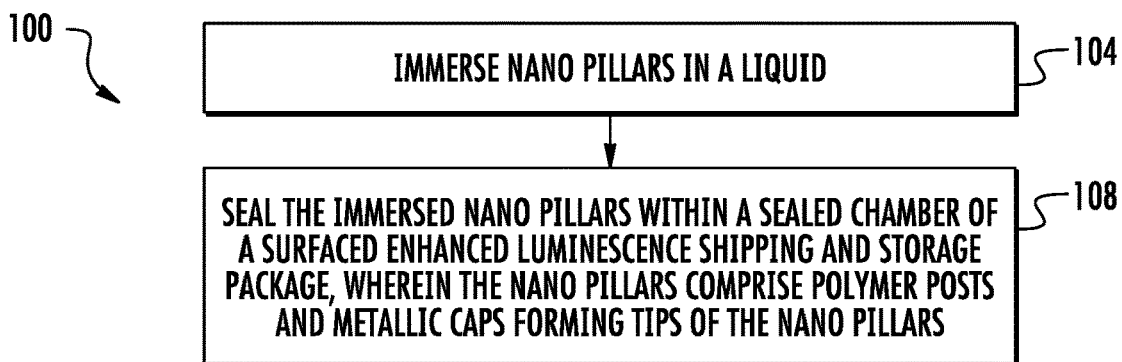 100
IMMERSE NANO PILLARS IN A LIQUID
104
SEAL THE IMMERSED NANO PILLARS WITHIN A SEALED CHAMBER OF
A SURFACED ENHANCED LUMINESCENCE SHIPPING AND STORAGE
PACKAGE, WHEREIN THE NANO PILLARS COMPRISE POLYMER POSTS
AND METALLIC CAPS FORMING TIPS OF THE NANO PILLARS
108